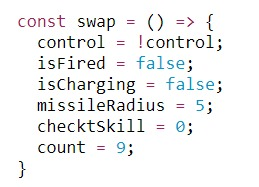 const swap = () => {
  control = !control;
  isFired = false;
  isCharging = false;
  missileRadius = 5;
  checktSkill = 0;
  count = 9;
}